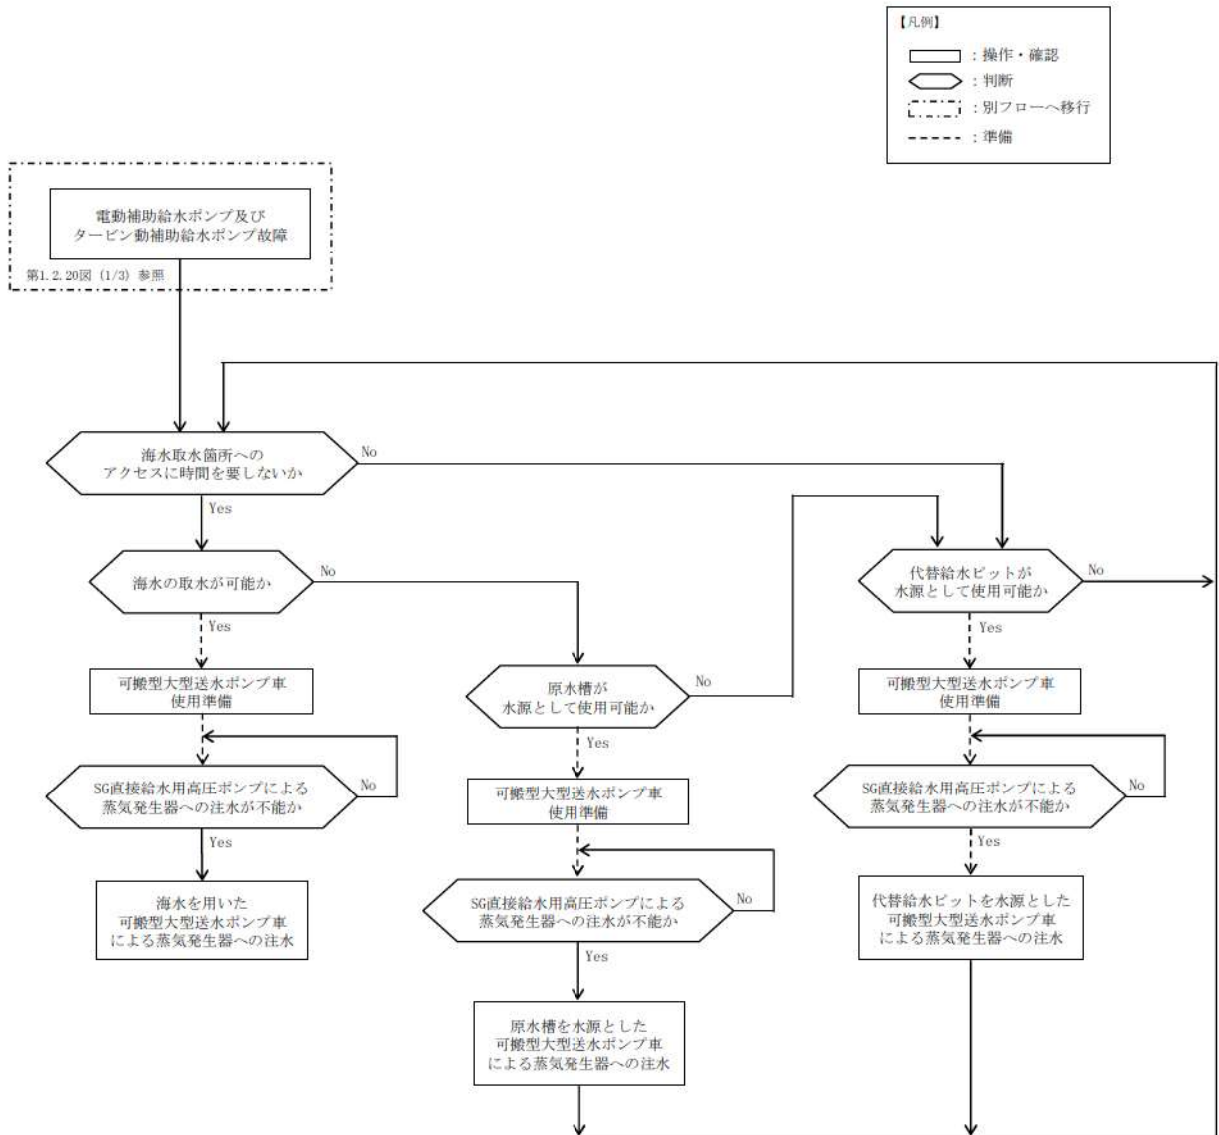 【凡例】
：操作・確認
：判断
：別フローへ移行
：準備
電動補助給水ポンプ及び
タービン動補助給水ポンプ故障
第1.2.20図 (1/3) 参照
海水取水箇所への
アクセスに時間を要しないか
No
Yes
海水の取水が可能か
No
Yes
代替給水ピットが
水源として使用可能か
No
Yes
可搬型大型送水ポンプ車
使用準備
原水槽が
水源として使用可能か
No
Yes
可搬型大型送水ポンプ車
使用準備
SG直接給水用高圧ポンプによる
蒸気発生器への注水が不能か
No
Yes
可搬型大型送水ポンプ車
使用準備
SG直接給水用高圧ポンプによる
蒸気発生器への注水が不能か
No
Yes
海水を用いた
可搬型大型送水ポンプ車
による蒸気発生器への注水
SG直接給水用高圧ポンプによる
蒸気発生器への注水が不能か
No
Yes
代替給水ピットを水源とした
可搬型大型送水ポンプ車
による蒸気発生器への注水
原水槽を水源とした
可搬型大型送水ポンプ車
による蒸気発生器への注水